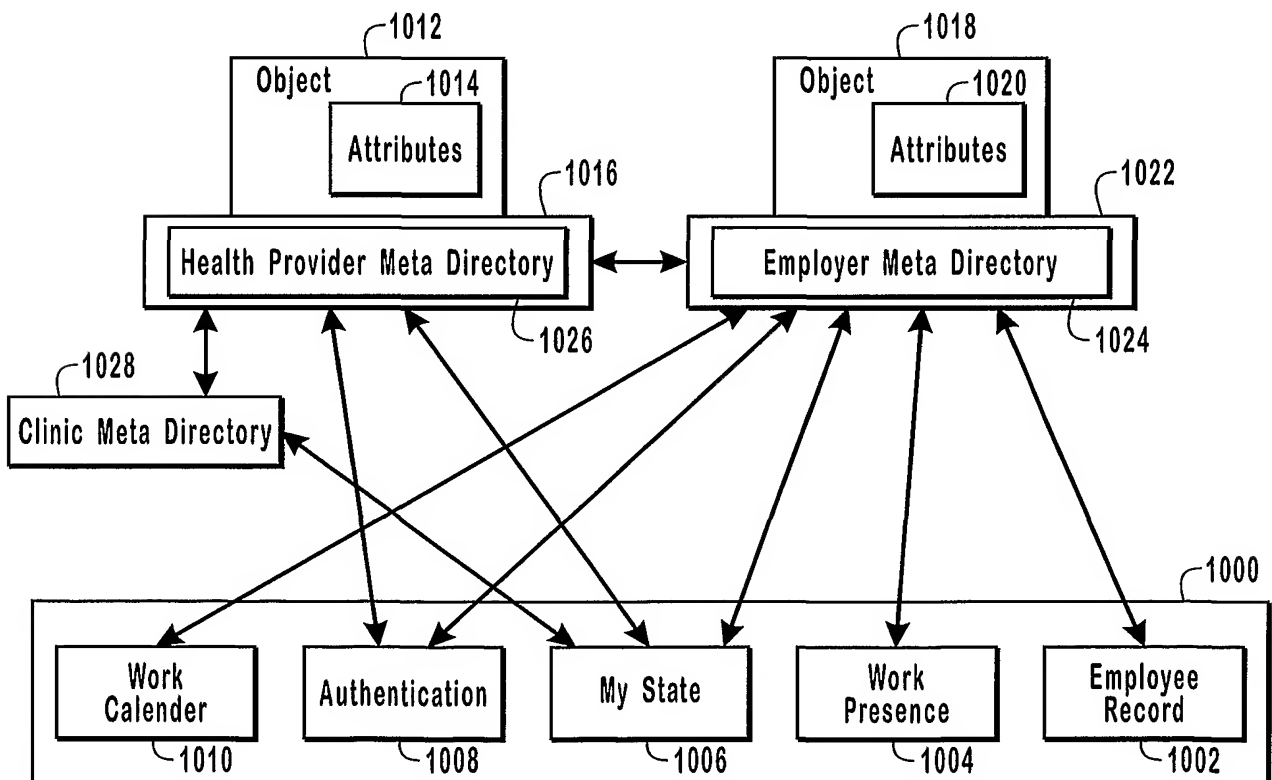 1012
1018
Object
1014
Object
1020
Attributes
Attributes
1016
1022
Health Provider Meta Directory
Employer Meta Directory
1026
1024
1028
Clinic Meta Directory
1000
Work
Calender
Authentication
My State
Work
Presence
Employee
Record
1010
1008
1006
1004
1002